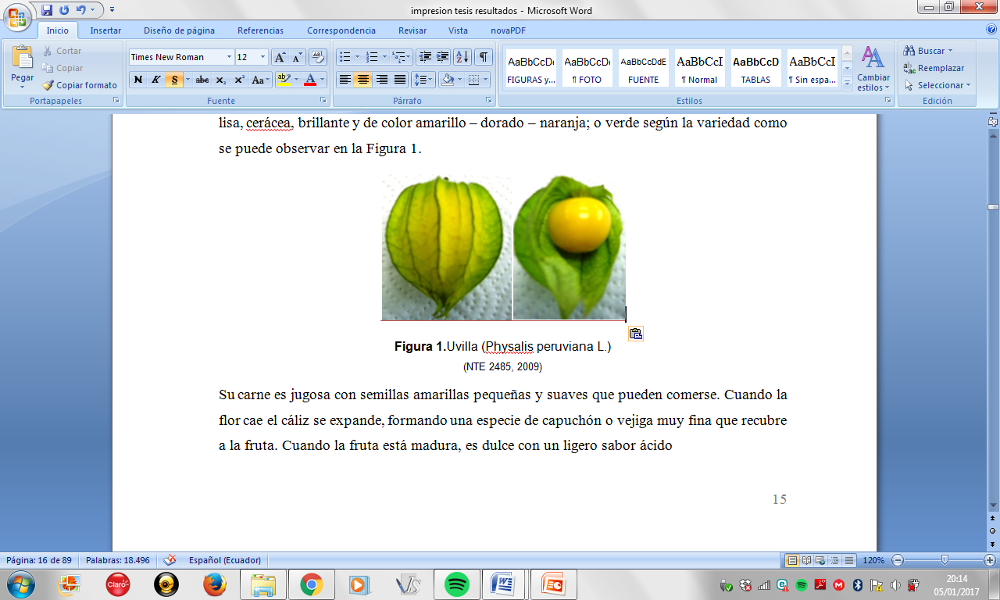 impresion tesis resultados - Microsoft Word
Inicio Insertar Diseño de página Referencias Correspondencia Revisar Vista novaPDF
Pegar
Cortar
Copiar
Copiar formato
Portapapeles
Times New Roman 12
N K S abc x₂ x² Aa
Fuente
Párrafo
AaBbCcDc AaBbCcDc AaBbCcDdE AaBbCcI AaBbCcD AaBbCcI
FIGURAS y... ¶ FOTO FUENTE ¶ Normal TABLAS ¶ Sin espa...
Cambiar estilos
Estilos
Buscar
Reemplazar
Seleccionar
Edición
lisa, cerácea, brillante y de color amarillo – dorado – naranja; o verde según la variedad como
se puede observar en la Figura 1.
Figura 1.Uvilla (Physalis peruviana L.)
(NTE 2485, 2009)
Su carne es jugosa con semillas amarillas pequeñas y suaves que pueden comerse. Cuando la
flor cae el cáliz se expande, formando una especie de capuchón o vejiga muy fina que recubre
a la fruta. Cuando la fruta está madura, es dulce con un ligero sabor ácido
15
Página: 16 de 89 Palabras: 18.496 Español (Ecuador) 120%
Claro
20:14
05/01/2017